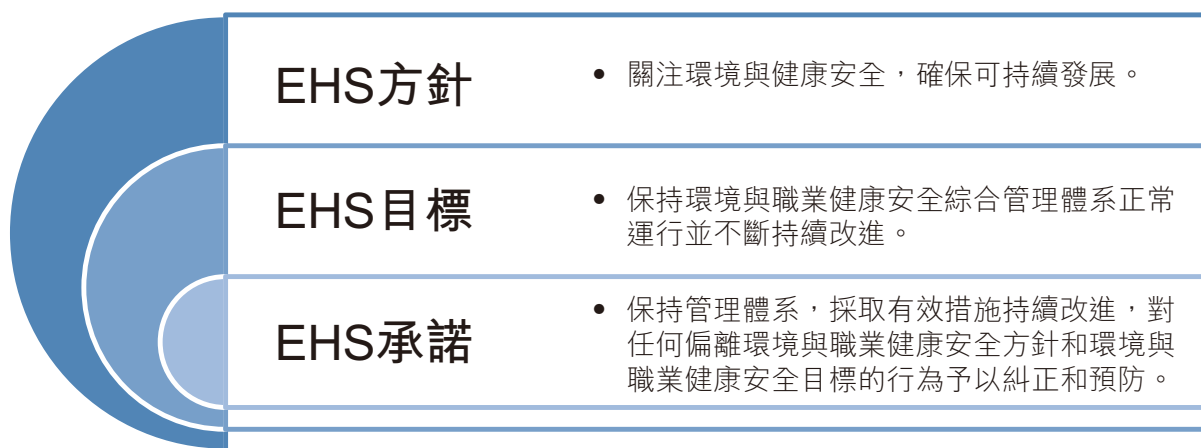 EHS方針
• 關注環境與健康安全，確保可持續發展。
EHS目標
• 保持環境與職業健康安全綜合管理體系正常
運行並不斷持續改進。
EHS承諾
• 保持管理體系，採取有效措施持續改進，對
任何偏離環境與職業健康安全方針和環境與
職業健康安全目標的行為予以糾正和預防。